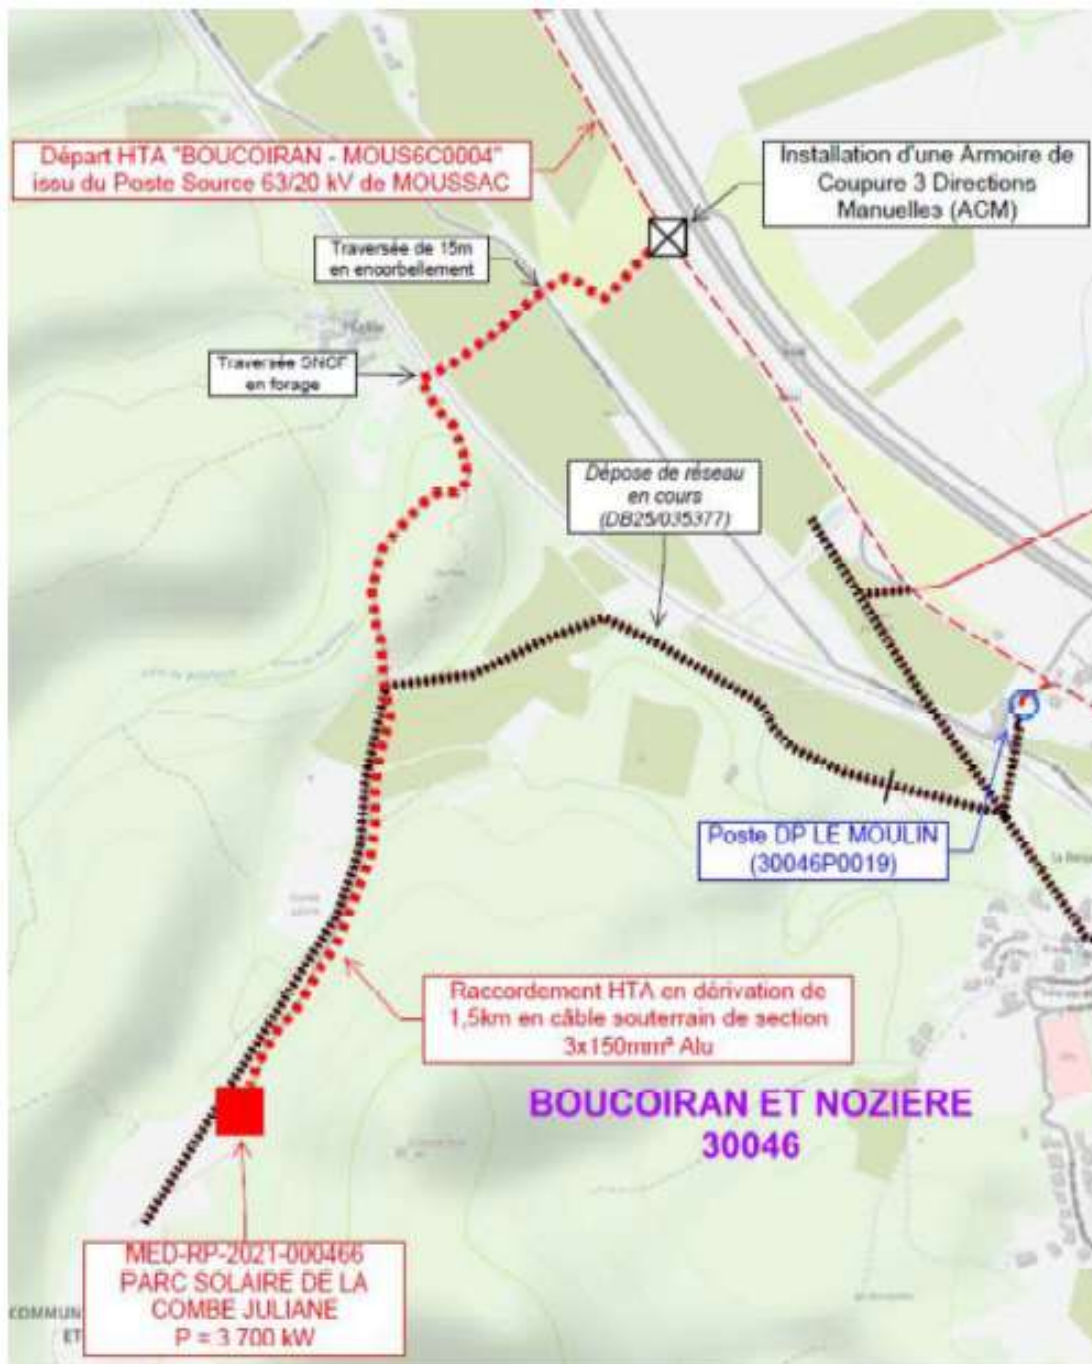 Départ HTA "BOUCOIRAN - MOUS6C0004"
issu du Poste Source 63/20 kV de MOUSSAC
Installation d'une Armoire de
Coupure 3 Directions
Manuelles (ACM)
Traversée de 15m
en encorbellement
Traversée SNCF
en forage
Dépose de réseau
en cours
(DB25/035377)
Poste DP LE MOULIN
(30046P0019)
Raccordement HTA en dérivation de
1,5km en câble souterrain de section
3x150mm² Alu
BOUCOIRAN ET NOZIERE
30046
MED-RP-2021-000466
PARC SOLAIRE DE LA
COMBE JULIANE
P = 3 700 kW
COMMUN
ET